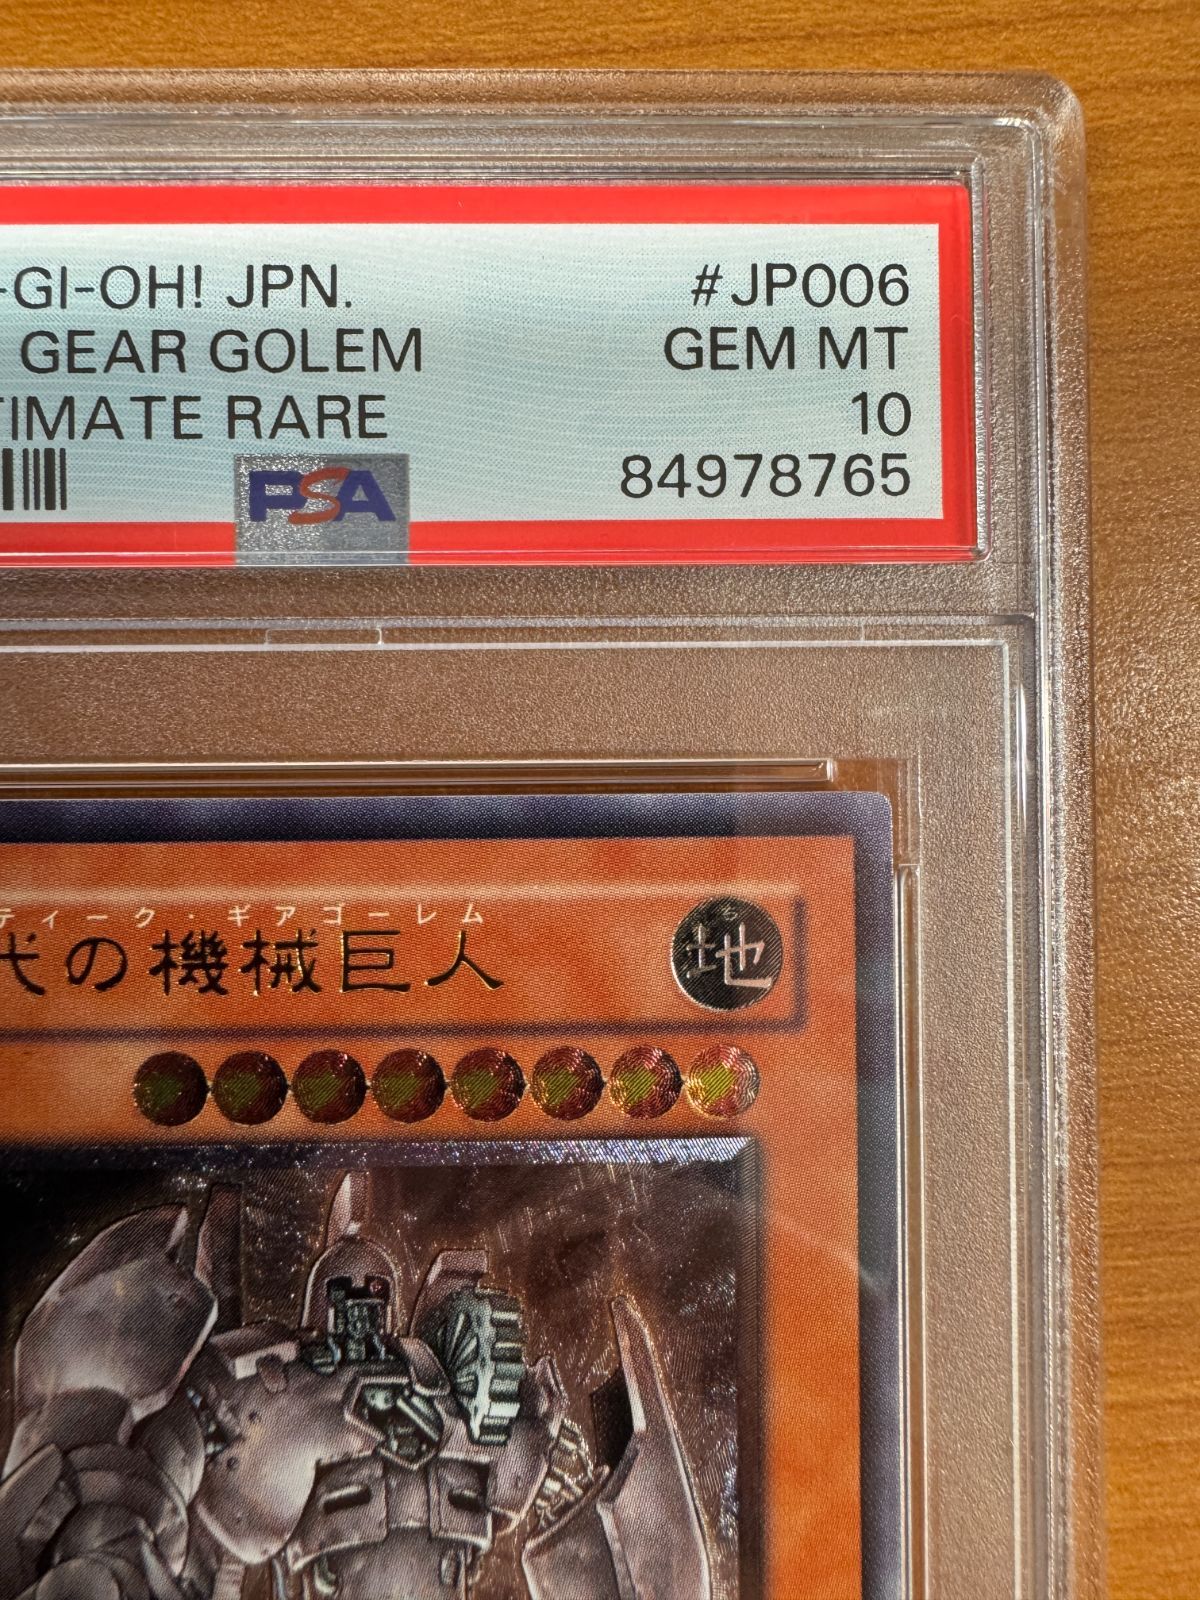 -GI-OH! JPN. #JP006
GEAR GOLEM GEM MT
TIMATE RARE 10
PSA 84978765
ティーク・ギアゴーレム
代の機械巨人
ち
地